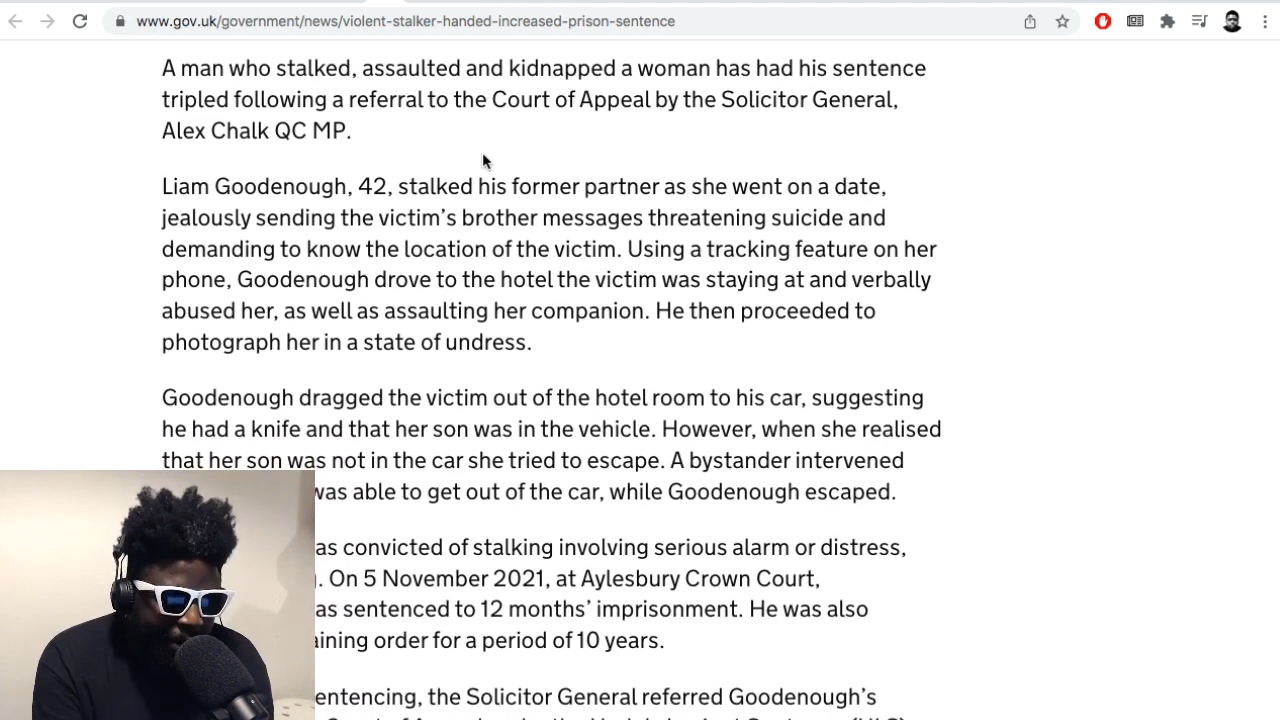 www.gov.uk/government/news/violent-stalker-handed-increased-prison-sentence
A man who stalked, assaulted and kidnapped a woman has had his sentence
tripled following a referral to the Court of Appeal by the Solicitor General,
Alex Chalk QC MP.
Liam Goodenough, 42, stalked his former partner as she went on a date,
jealously sending the victim’s brother messages threatening suicide and
demanding to know the location of the victim. Using a tracking feature on her
phone, Goodenough drove to the hotel the victim was staying at and verbally
abused her, as well as assaulting her companion. He then proceeded to
photograph her in a state of undress.
Goodenough dragged the victim out of the hotel room to his car, suggesting
he had a knife and that her son was in the vehicle. However, when she realised
that her son was not in the car she tried to escape. A bystander intervened
was able to get out of the car, while Goodenough escaped.
as convicted of stalking involving serious alarm or distress,
. On 5 November 2021, at Aylesbury Crown Court,
as sentenced to 12 months’ imprisonment. He was also
aining order for a period of 10 years.
entencing, the Solicitor General referred Goodenough’s